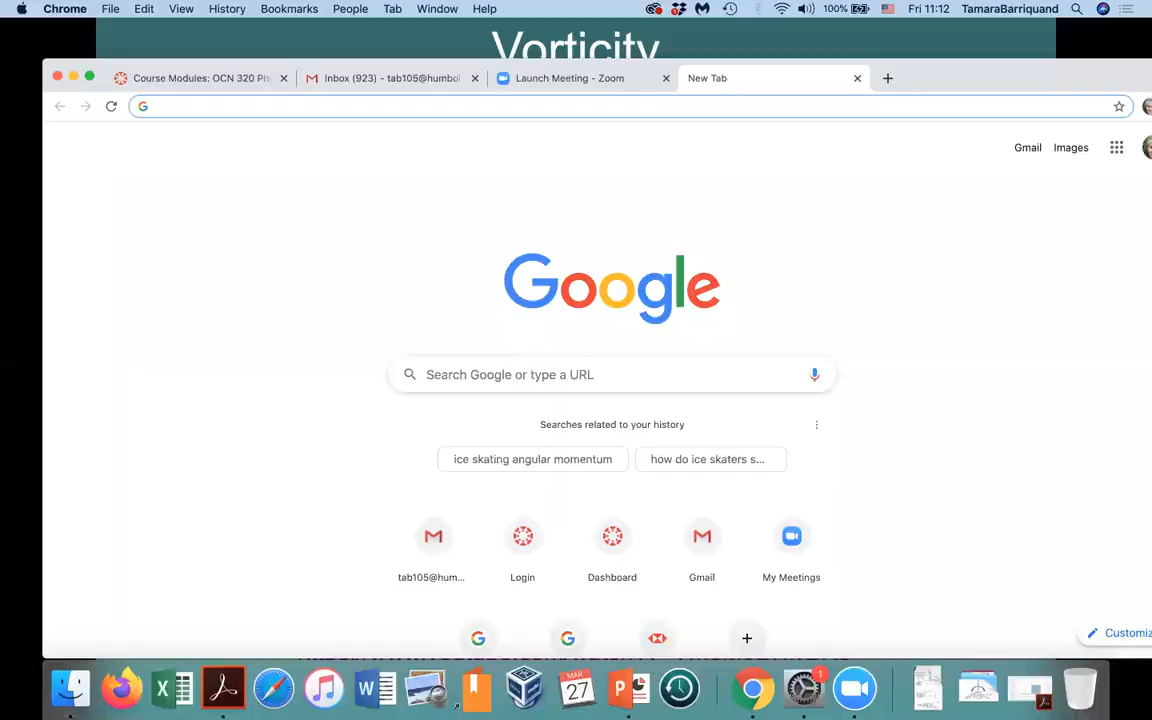 Chrome File Edit View History Bookmarks People Tab Window Help 100% Fri 11:12 TamaraBarriquand
Vorticity
Course Modules: OCN 320 Ph
Inbox (923) - tab105@humbol
Launch Meeting - Zoom
New Tab
Gmail Images
Google
Search Google or type a URL
Searches related to your history
ice skating angular momentum
how do ice skaters s...
tab105@hum...
Login
Dashboard
Gmail
My Meetings
Customiz
MAR
27
1